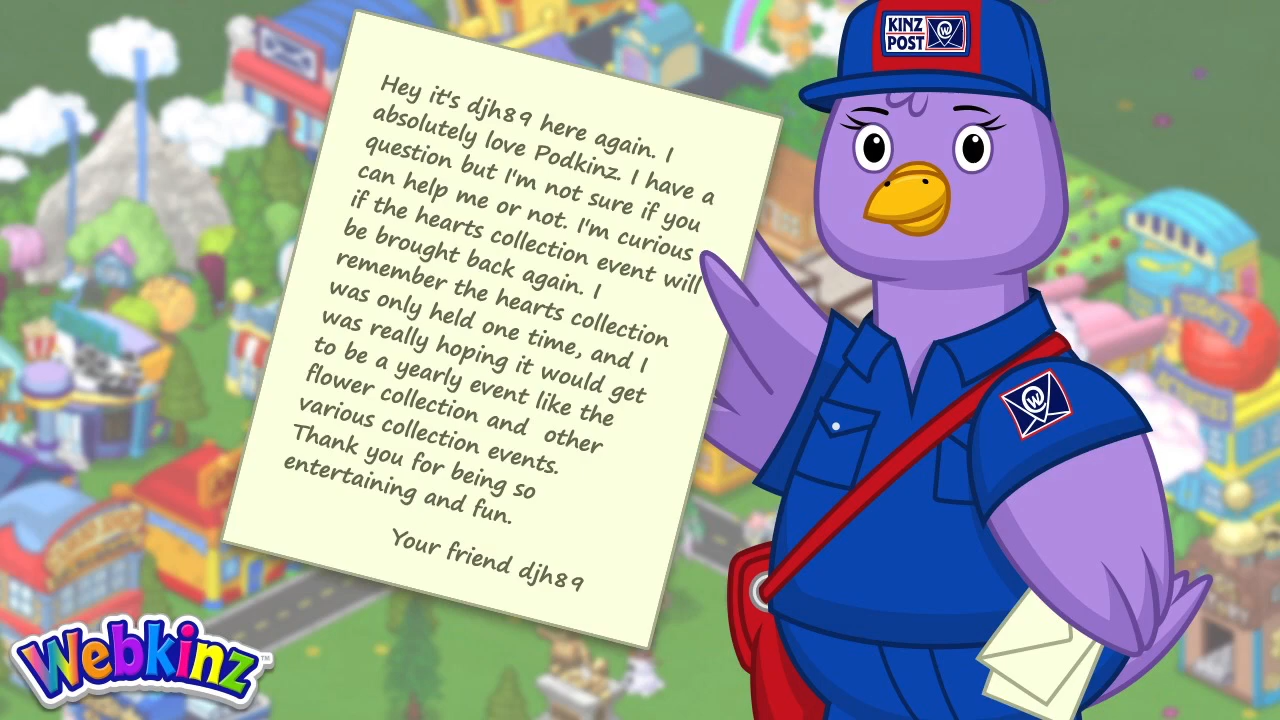 KINZ
POST
Hey it's djh89 here again. I
absolutely love Podkinz. I have a
question but I'm not sure if you
can help me or not. I'm curious
if the hearts collection event will
be brought back again. I
remember the hearts collection
was only held one time, and I
was really hoping it would get
to be a yearly event like the
flower collection and other
various collection events.
Thank you for being so
entertaining and fun.
Your friend djh89
W
W
Webkinz™